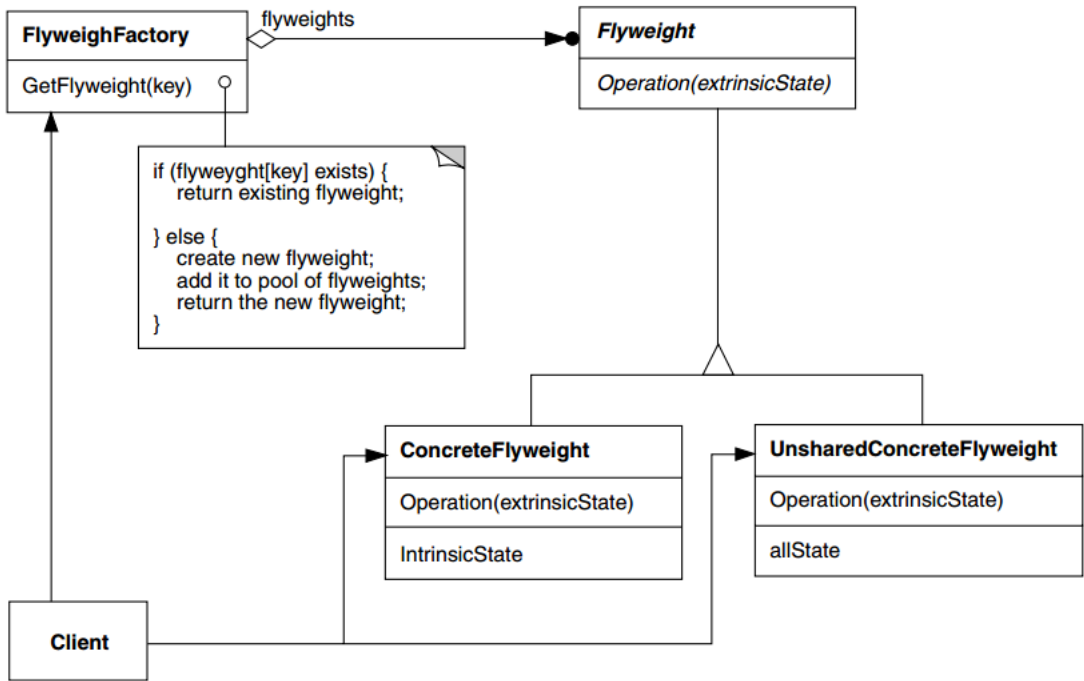 FlyweighFactory
GetFlyweight(key)
flyweights
Flyweight
Operation(extrinsicState)
if (flyweyght[key] exists) {
return existing flyweight;
} else {
create new flyweight;
add it to pool of flyweights;
return the new flyweight;
}
ConcreteFlyweight
Operation(extrinsicState)
IntrinsicState
UnsharedConcreteFlyweight
Operation(extrinsicState)
allState
Client